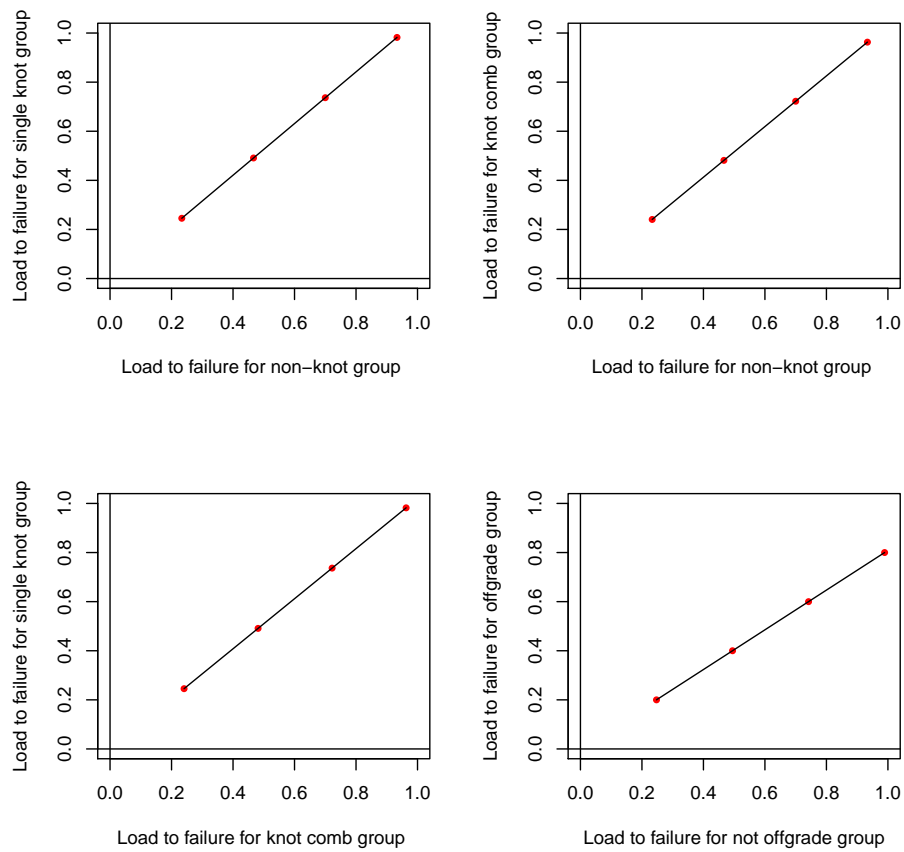 Load to failure for single knot group
0.0 0.2 0.4 0.6 0.8 1.0
0.0 0.2 0.4 0.6 0.8 1.0
Load to failure for non−knot group
Load to failure for knot comb group
0.0 0.2 0.4 0.6 0.8 1.0
0.0 0.2 0.4 0.6 0.8 1.0
Load to failure for non−knot group
Load to failure for single knot group
0.0 0.2 0.4 0.6 0.8 1.0
0.0 0.2 0.4 0.6 0.8 1.0
Load to failure for knot comb group
Load to failure for offgrade group
0.0 0.2 0.4 0.6 0.8 1.0
0.0 0.2 0.4 0.6 0.8 1.0
Load to failure for not offgrade group